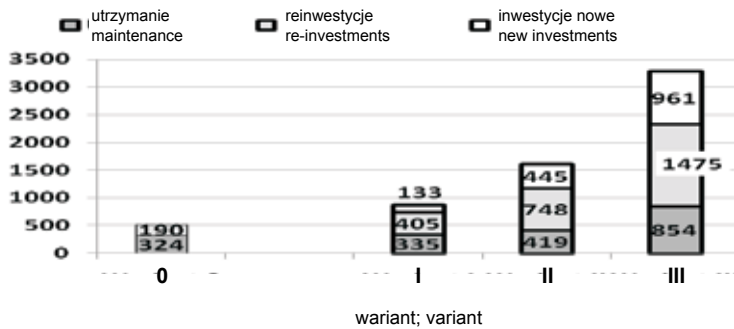 utrzymanie
maintenance
reinwestycje
re-investments
inwestycje nowe
new investments
3500
3000
2500
2000
1500
1000
500
0
190
324
133
405
335
445
748
419
961
1475
854
0 I II III
wariant; variant